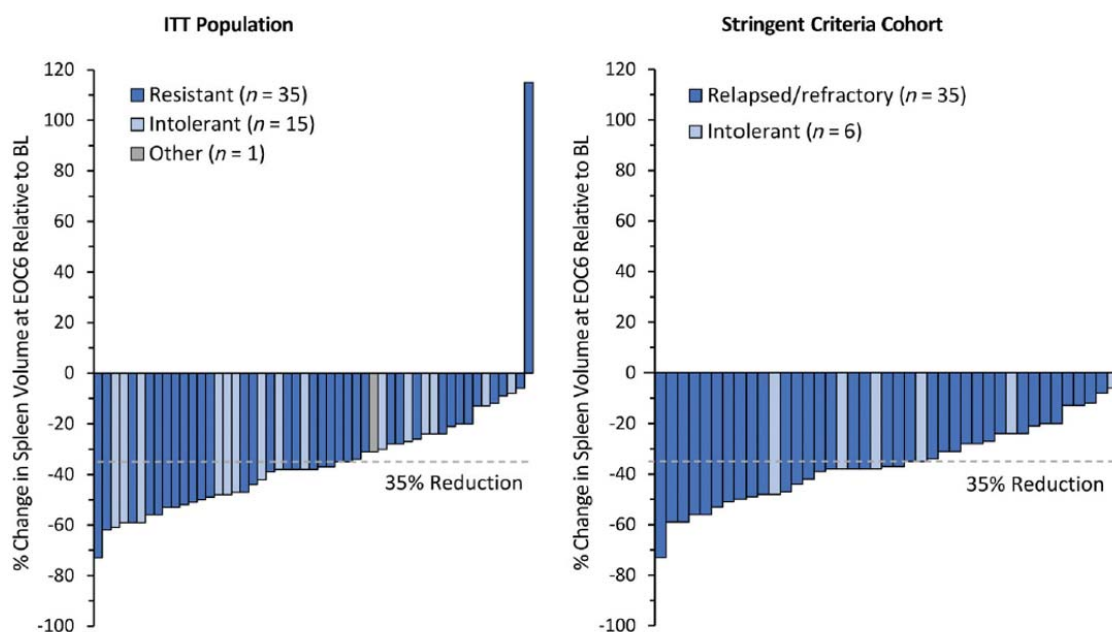 ITT Population
% Change in Spleen Volume at EOC6 Relative to BL
120
100
80
60
40
20
0
-20
-40
-60
-80
-100
Resistant (n = 35)
Intolerant (n = 15)
Other (n = 1)
35% Reduction
Stringent Criteria Cohort
% Change in Spleen Volume at EOC6 Relative to BL
120
100
80
60
40
20
0
-20
-40
-60
-80
-100
Relapsed/refractory (n = 35)
Intolerant (n = 6)
35% Reduction